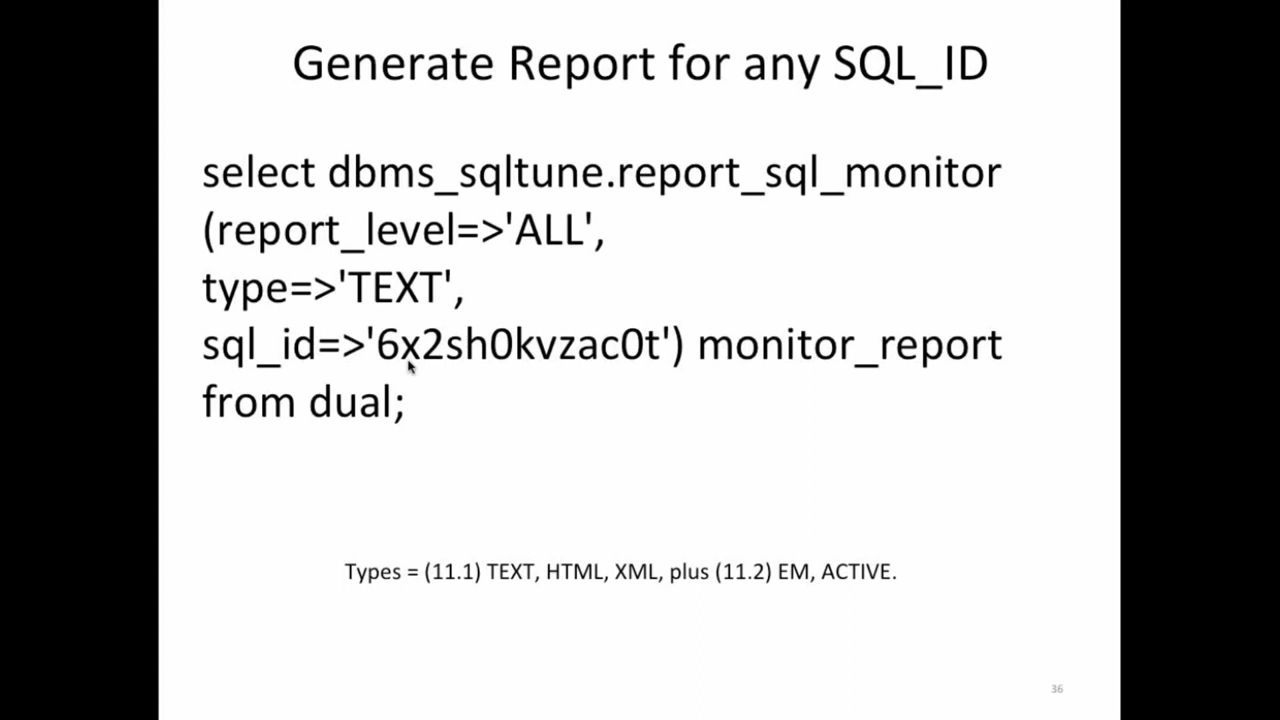 Generate Report for any SQL_ID
select dbms_sqltune.report_sql_monitor
(report_level=>'ALL',
type=>'TEXT',
sql_id=>'6x2sh0kvzac0t') monitor_report
from dual;
Types = (11.1) TEXT, HTML, XML, plus (11.2) EM, ACTIVE.
36